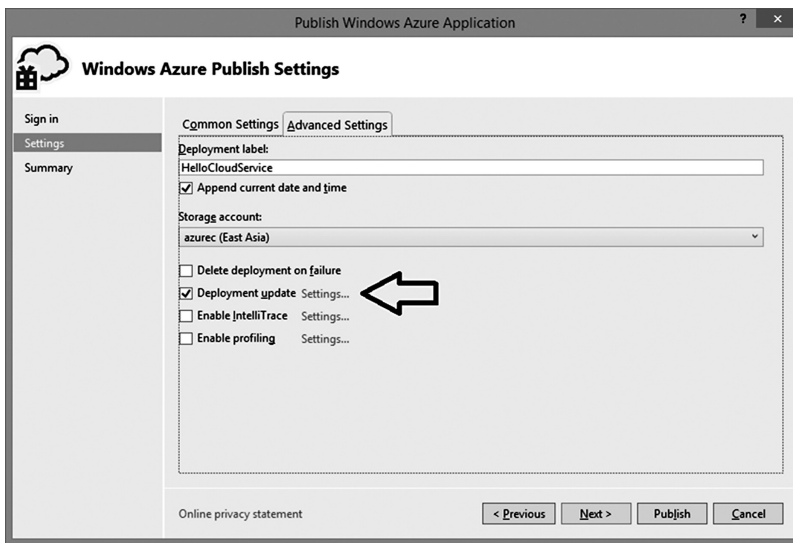 Publish Windows Azure Application
?
×
Windows Azure Publish Settings
Sign in
Settings
Summary
Common Settings Advanced Settings
Deployment label:
HelloCloudService
Append current date and time
Storage account:
azurec (East Asia)
Delete deployment on failure
Deployment update Settings...
Enable IntelliTrace Settings...
Enable profiling Settings...
Online privacy statement
< Previous Next > Publish Cancel